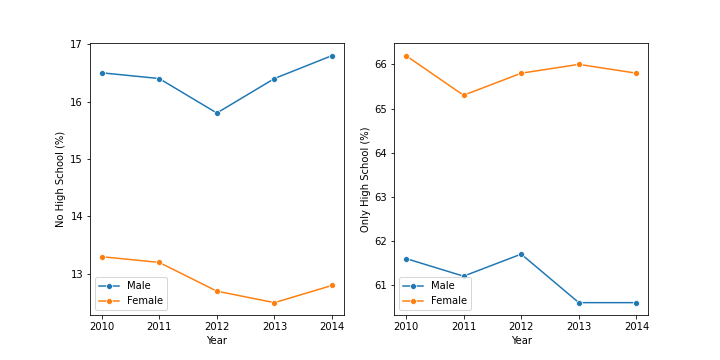 17
16
15
14
13
No High School (%)
2010 2011 2012 2013 2014
Year
Male
Female
66
65
64
63
62
61
Only High School (%)
2010 2011 2012 2013 2014
Year
Male
Female